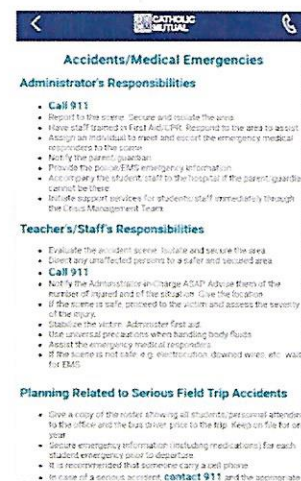 CATHOLIC
MUTUAL
Accidents/Medical Emergencies
Administrator's Responsibilities
• Call 911
• Report to the scene. Secure and isolate the area.
• Have staff trained in First Aid/CPR. Respond to the area to assist.
• Assign an individual to meet and escort the emergency medical
responders to the scene
• Notify the parent, guardian
• Provide the police/EMS emergency information
• Accompany the student/staff to the hospital if the parent, guardian
cannot be there
• Initiate support services for students, staff immediately through
the Crisis Management Team
Teacher's/Staff's Responsibilities
• Evaluate the accident scene. Isolate and secure the area.
• Direct any unaffected persons to a safer and secured area.
• Call 911
• Notify the Administrator-in-Charge ASAP. Advise them of the
number of injured and of the situation. Give the location
• If the scene is safe, proceed to the victim and assess the severity
of the injury.
• Stabilize the victim. Administer first aid.
• Use universal precautions when handling body fluids
• Assist the emergency medical responders.
• If the scene is not safe, e.g. electrocution, downed wires, etc. wait
for EMS
Planning Related to Serious Field Trip Accidents
• Give a copy of the roster showing all students, personnel attending
to the office and the bus driver prior to the trip. Keep on file for one
year
• Secure emergency information (including medications) for each
student emergency prior to departure
• It is recommended that someone carry a cell phone
• In case of a serious accident, contact 911 and the appropriate